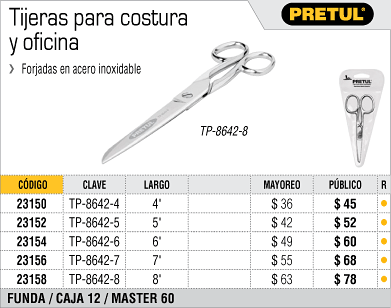 Tijeras para costura
y oficina
PRETUL®
› Forjadas en acero inoxidable
PRETUL
TP-8642-8
CÓDIGO CLAVE LARGO MAYOREO PÚBLICO R
23150 TP-8642-4 4' $ 36 $ 45 •
23152 TP-8642-5 5' $ 42 $ 52 •
23154 TP-8642-6 6' $ 49 $ 60 •
23156 TP-8642-7 7' $ 55 $ 68 •
23158 TP-8642-8 8' $ 63 $ 78 •
FUNDA / CAJA 12 / MASTER 60